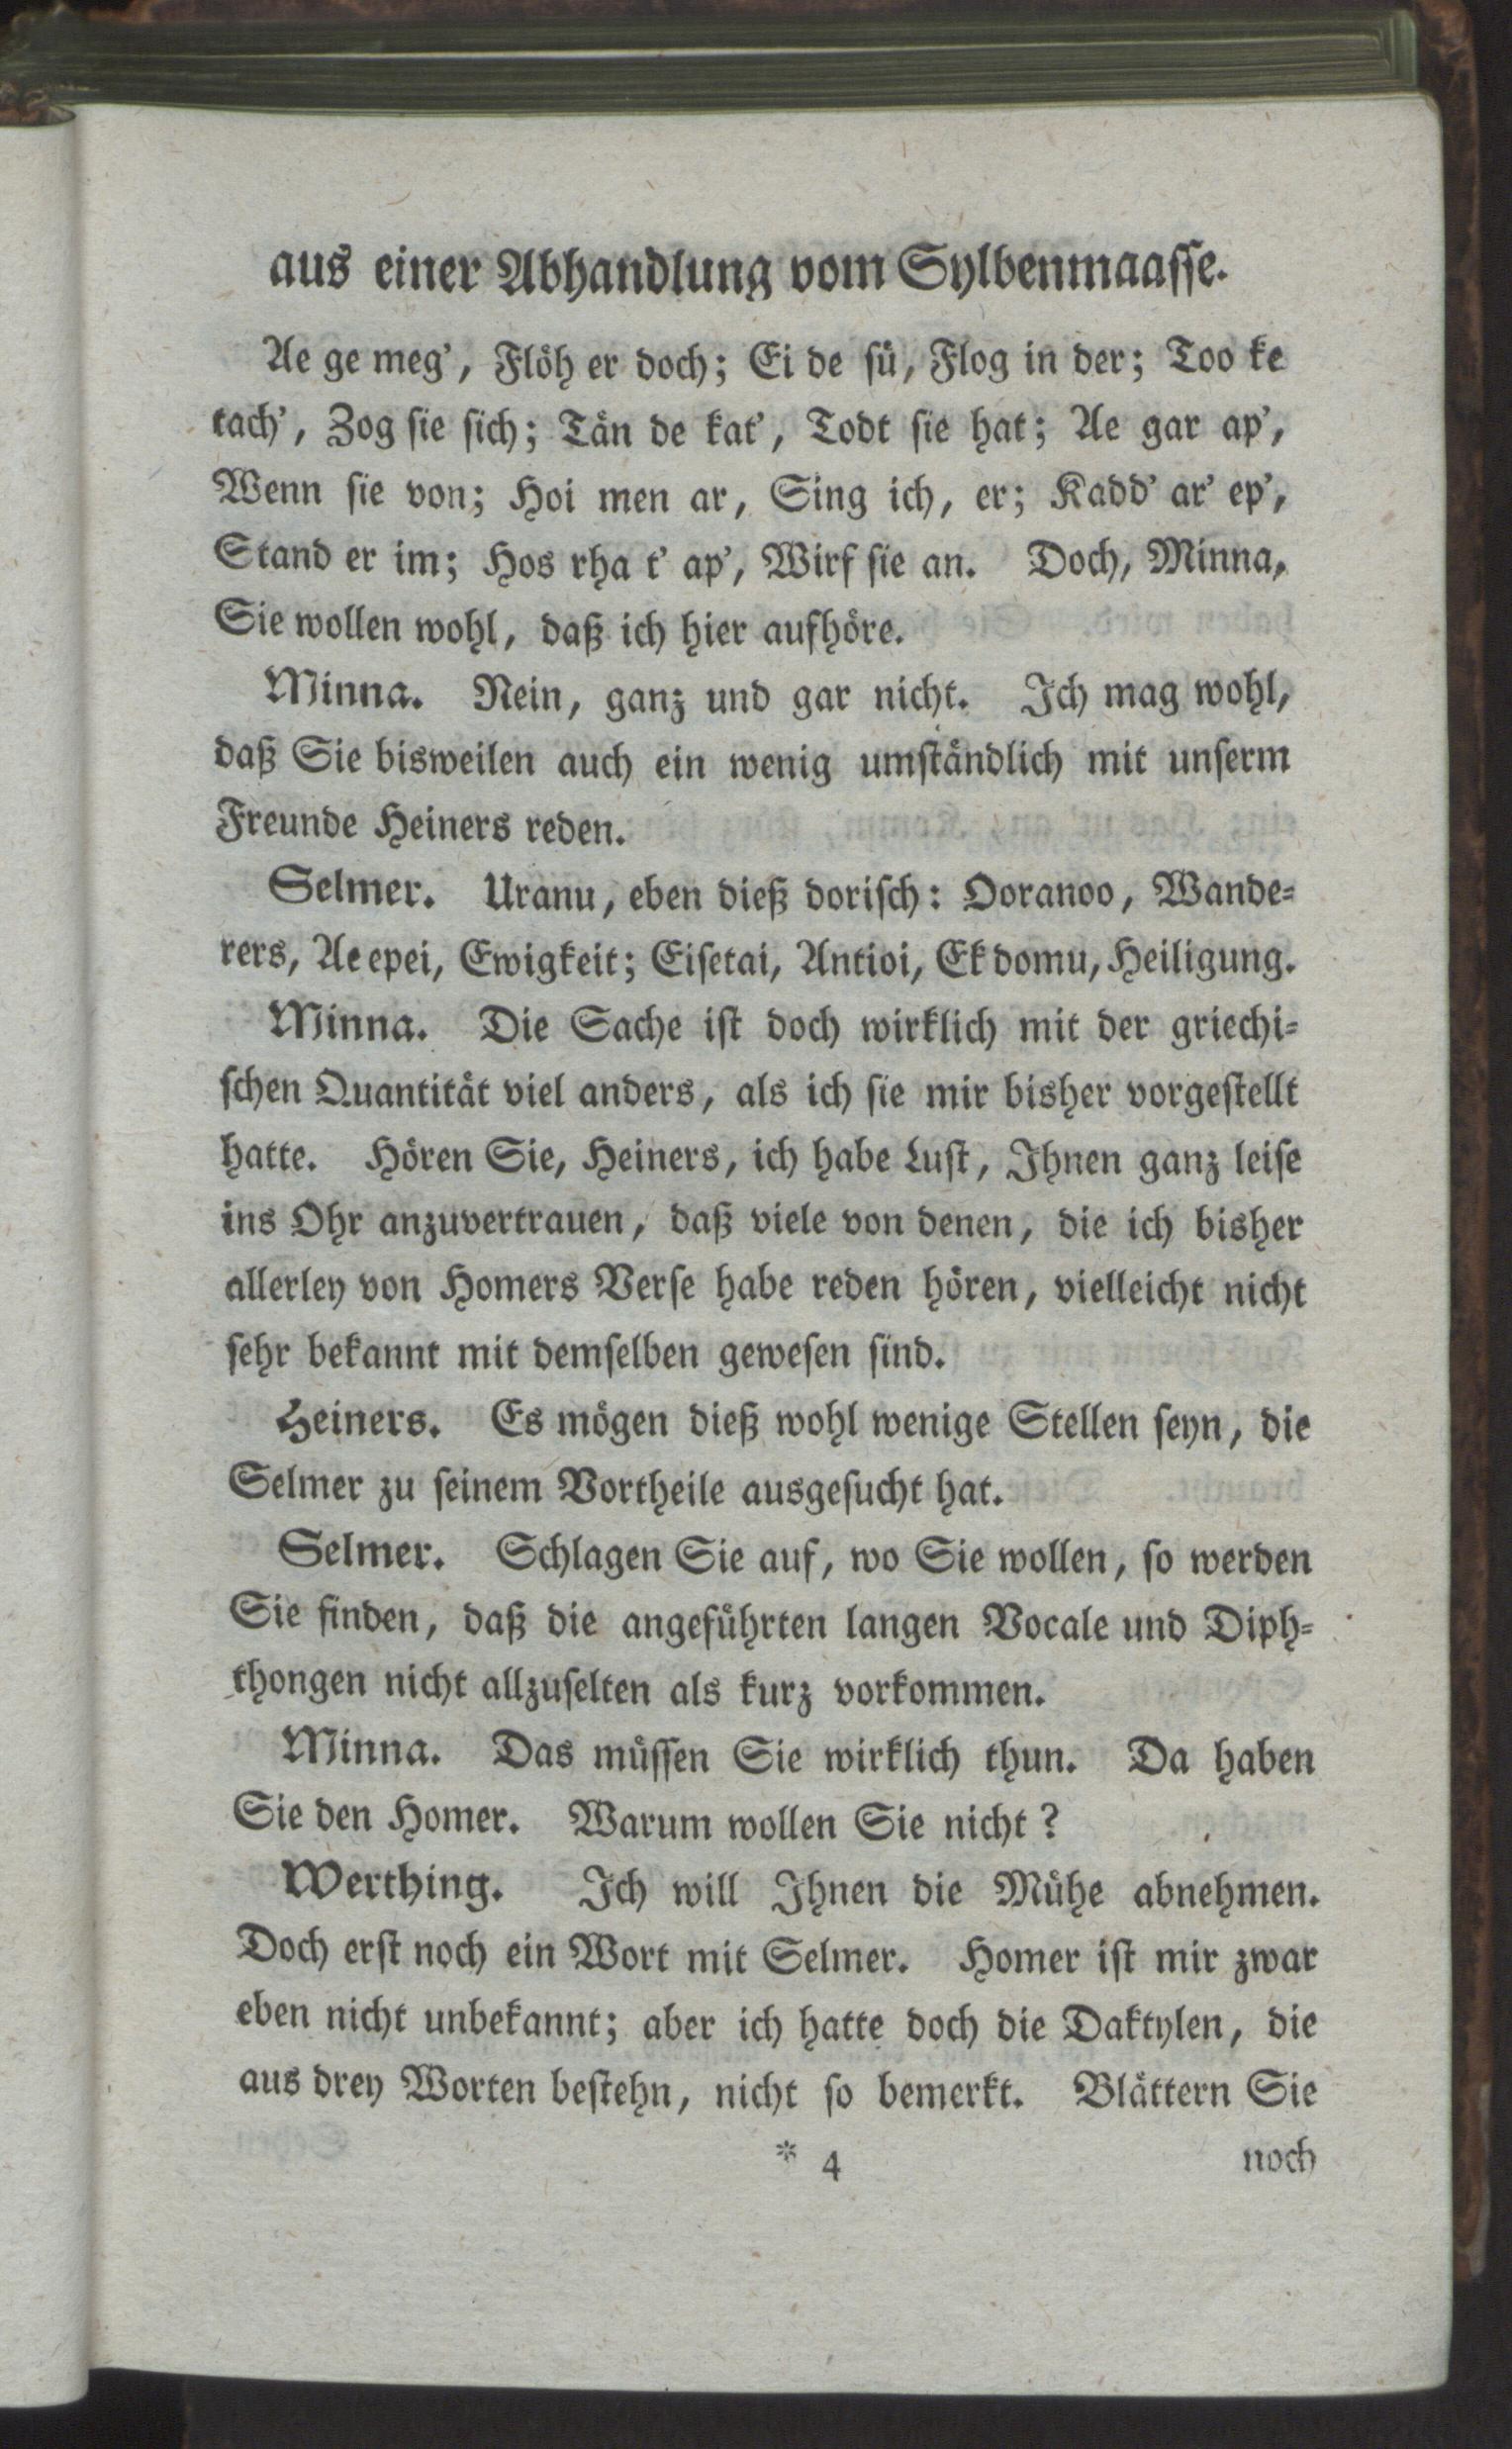 aus einer Abhandlung vom Sylbenmaasse.
Ae ge meg', Flöh er doch; Ei de sü, Flog in der; Too ke
tach', Zog sie sich; Tän de kat', Todt sie hat; Ae gar ap',
Wenn sie von; Hoi men ar, Sing ich, er; Kadd' ar' ep',
Stand er im; Hos rha t' ap', Wirf sie an. Doch, Minna,
Sie wollen wohl, daß ich hier aufhöre.
Minna. Nein, ganz und gar nicht. Ich mag wohl,
daß Sie bisweilen auch ein wenig umständlich mit unserm
Freunde Heiners reden.
Selmer. Uranu, eben dieß dorisch: Ooranoo, Wande=
rers, Ae epei, Ewigkeit; Eisetai, Antioi, Ek domu, Heiligung.
Minna. Die Sache ist doch wirklich mit der griechi=
schen Quantität viel anders, als ich sie mir bisher vorgestellt
hatte. Hören Sie, Heiners, ich habe Lust, Ihnen ganz leise
ins Ohr anzuvertrauen, daß viele von denen, die ich bisher
allerley von Homers Verse habe reden hören, vielleicht nicht
sehr bekannt mit demselben gewesen sind.
Heiners. Es mögen dieß wohl wenige Stellen seyn, die
Selmer zu seinem Vortheile ausgesucht hat.
Selmer. Schlagen Sie auf, wo Sie wollen, so werden
Sie finden, daß die angeführten langen Vocale und Diph=
thongen nicht allzuselten als kurz vorkommen.
Minna. Das müssen Sie wirklich thun. Da haben
Sie den Homer. Warum wollen Sie nicht?
Werthing. Ich will Ihnen die Mühe abnehmen.
Doch erst noch ein Wort mit Selmer. Homer ist mir zwar
eben nicht unbekannt; aber ich hatte doch die Daktylen, die
aus drey Worten bestehn, nicht so bemerkt. Blättern Sie
* 4 noch